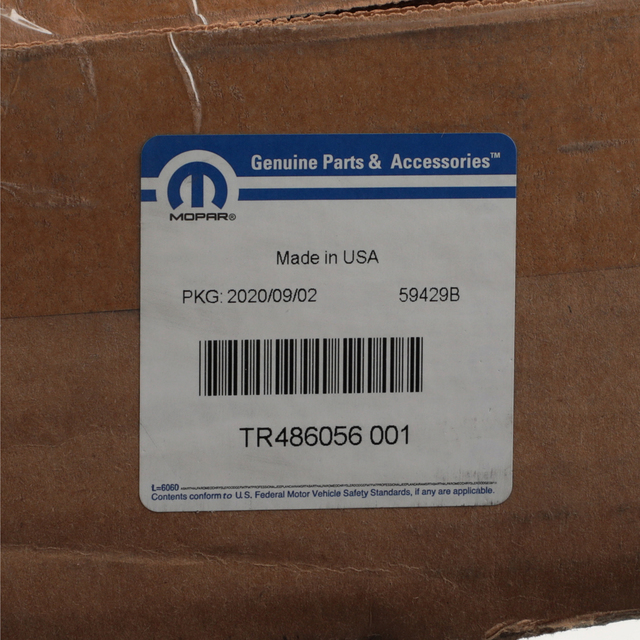 Genuine Parts & Accessories™
MOPAR®
Made in USA
PKG: 2020/09/02 59429B
TR486056 001
L=6060
Contents conform to U.S. Federal Motor Vehicle Safety Standards, if any are applicable.